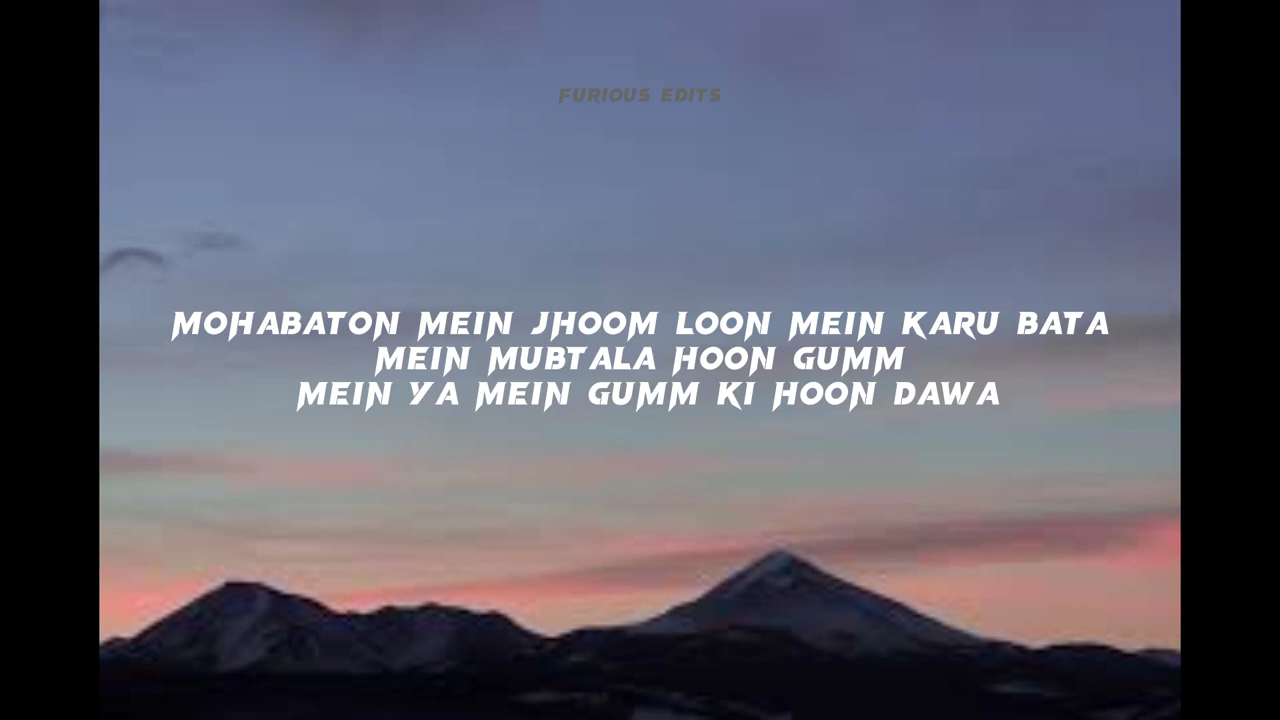 FURIOUS EDITS
MOHABATON MEIN JHOOM LOON MEIN KARU BATA
MEIN MUBTALA HOON GUMM
MEIN YA MEIN GUMM KI HOON DAWA